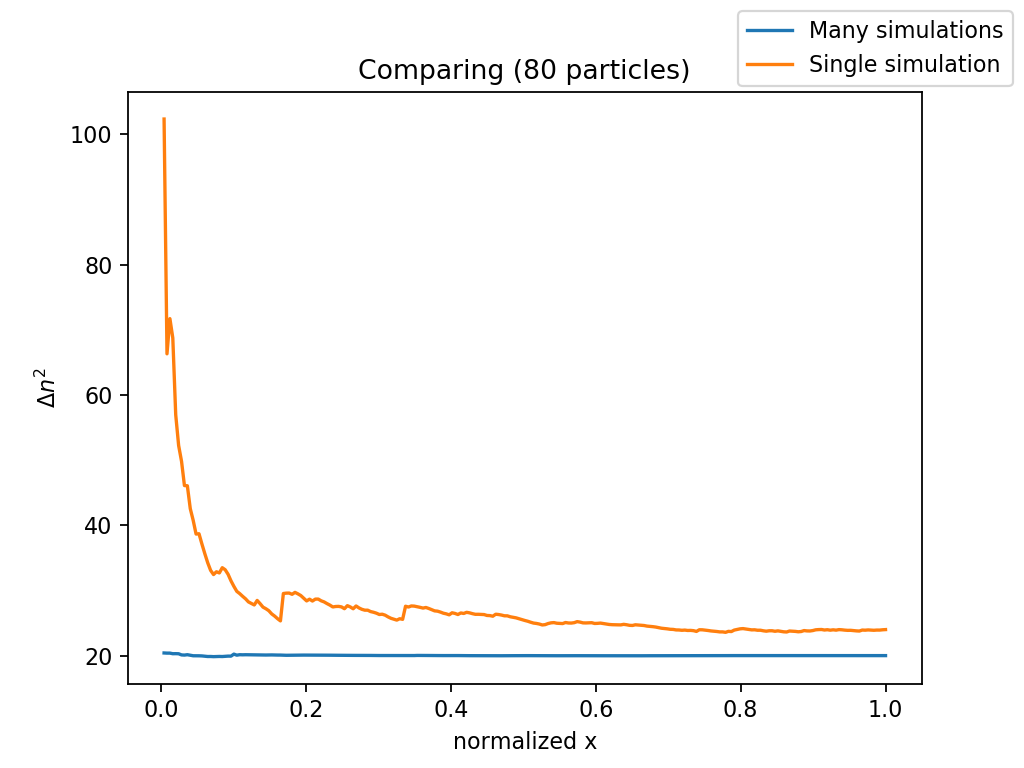 Many simulations
Single simulation
Comparing (80 particles)
100
80
60
40
20
Δn²
0.0 0.2 0.4 0.6 0.8 1.0
normalized x